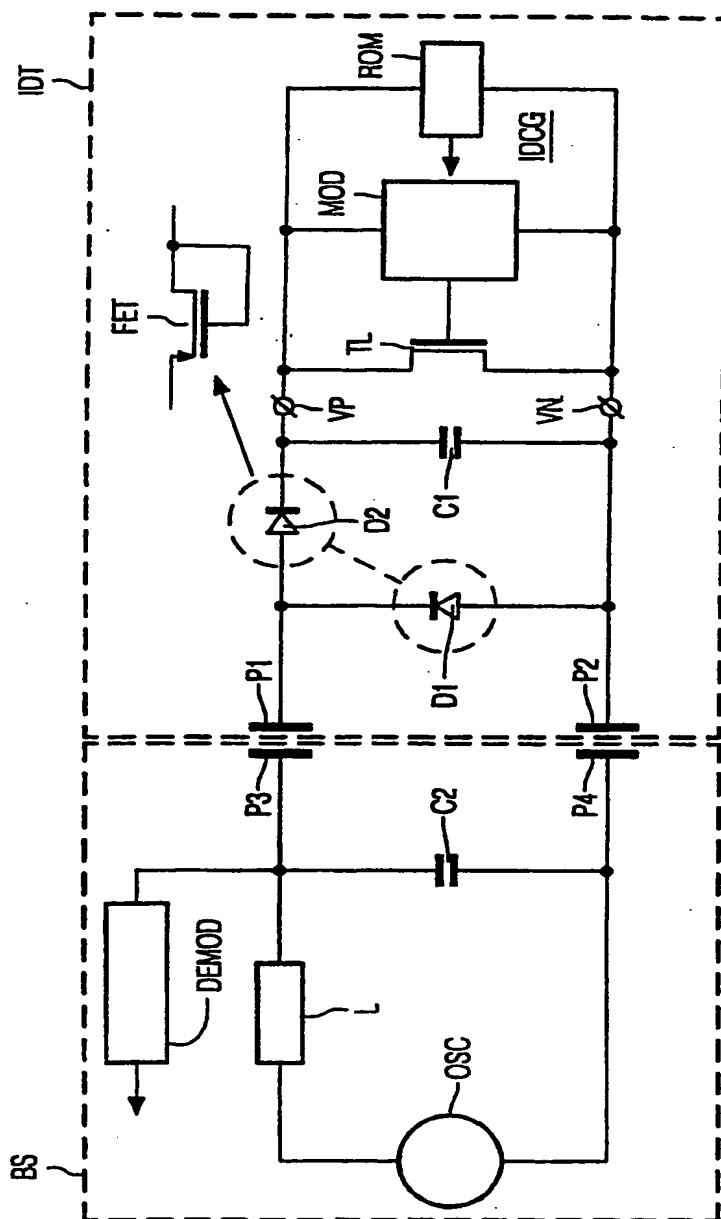 BS
IDT
DEMOD
L
OSC
C2
P3
P1
P4
P2
D2
D1
FET
VP
C1
VN
TL
MOD
ROM
IDCG